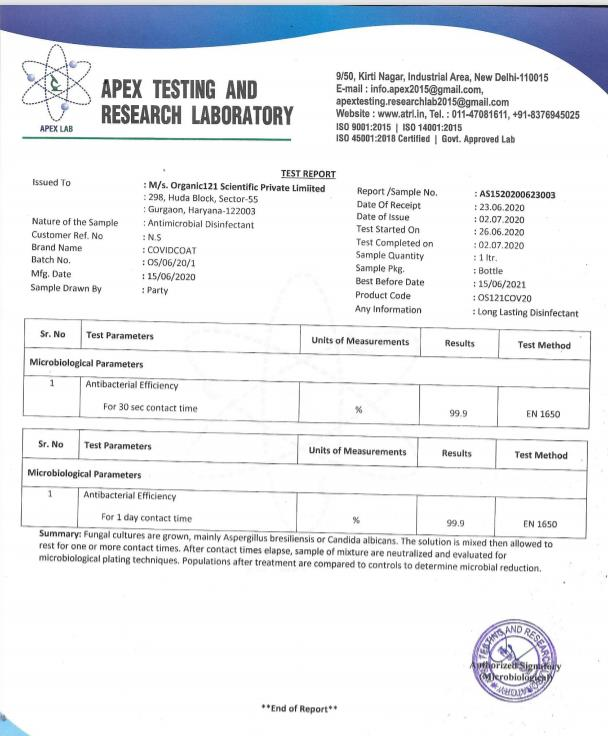 APEX LAB
APEX TESTING AND
RESEARCH LABORATORY
9/50, Kirti Nagar, Industrial Area, New Delhi-110015
E-mail : info.apex2015@gmail.com,
apextesting.researchlab2015@gmail.com
Website : www.atrl.in, Tel. : 011-47081611, +91-8376945025
ISO 9001:2015 | ISO 14001:2015
ISO 45001:2018 Certified | Govt. Approved Lab
TEST REPORT
Issued To : M/s. Organic121 Scientific Private Limiited
: 298, Huda Block, Sector-55
: Gurgaon, Haryana-122003
Nature of the Sample : Antimicrobial Disinfectant
Customer Ref. No : N.S
Brand Name : COVIDCOAT
Batch No. : OS/06/20/1
Mfg. Date : 15/06/2020
Sample Drawn By : Party
Report /Sample No. : AS1520200623003
Date Of Receipt : 23.06.2020
Date of Issue : 02.07.2020
Test Started On : 26.06.2020
Test Completed on : 02.07.2020
Sample Quantity : 1 ltr.
Sample Pkg. : Bottle
Best Before Date : 15/06/2021
Product Code : OS121COV20
Any Information : Long Lasting Disinfectant
Sr. No Test Parameters Units of Measurements Results Test Method
Microbiological Parameters
1 Antibacterial Efficiency
For 30 sec contact time % 99.9 EN 1650
Sr. No Test Parameters Units of Measurements Results Test Method
Microbiological Parameters
1 Antibacterial Efficiency
For 1 day contact time % 99.9 EN 1650
Summary: Fungal cultures are grown, mainly Aspergillus bresiliensis or Candida albicans. The solution is mixed then allowed to
rest for one or more contact times. After contact times elapse, sample of mixture are neutralized and evaluated for
microbiological plating techniques. Populations after treatment are compared to controls to determine microbial reduction.
TESTING AND RESEARCH
Authorized Signatory
(Microbiological)
**End of Report**